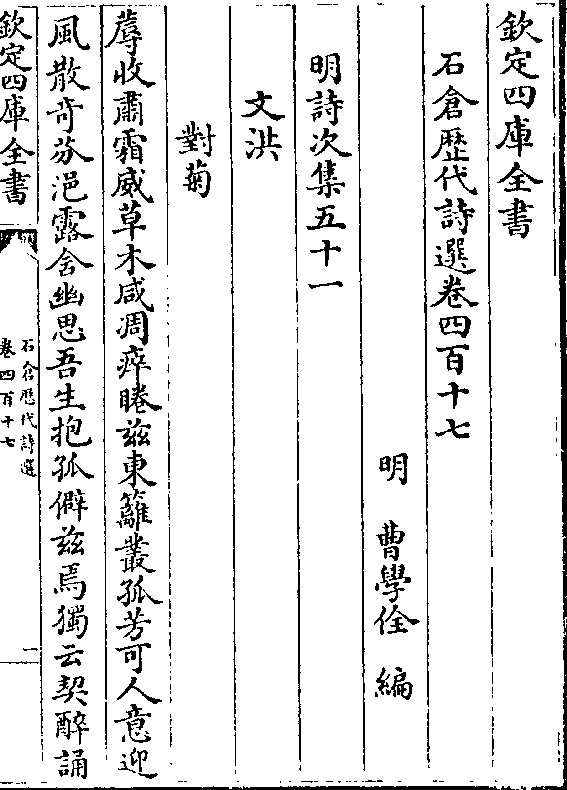 欽定四庫全書
石倉歷代詩選卷四百十七
明 曹學佺 編
明詩次集五十一
文洪
對菊
蓐收肅霜威草木咸凋瘁睠兹東籬叢孤芳可人意迎
風散奇芬浥露含幽思吾生抱孤僻兹焉獨云契醉誦
欽定四庫全書
石倉歷代詩選
卷四百十七
一